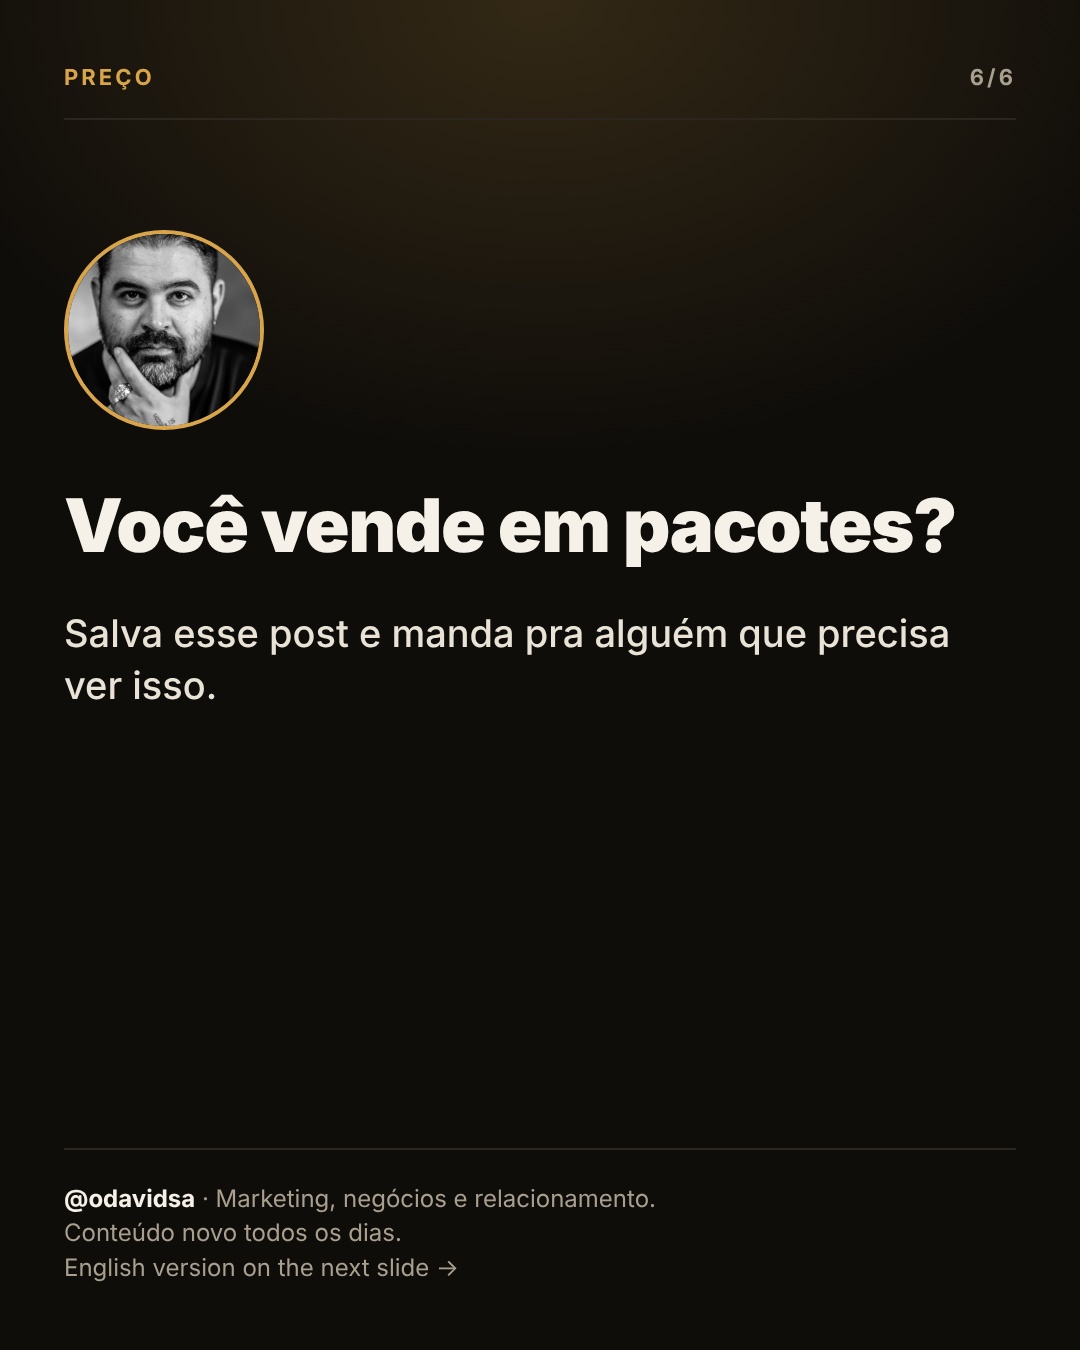 PREÇO
6/6
Você vende em pacotes?
Salva esse post e manda pra alguém que precisa
ver isso.
@odavidsa · Marketing, negócios e relacionamento.
Conteúdo novo todos os dias.
English version on the next slide →